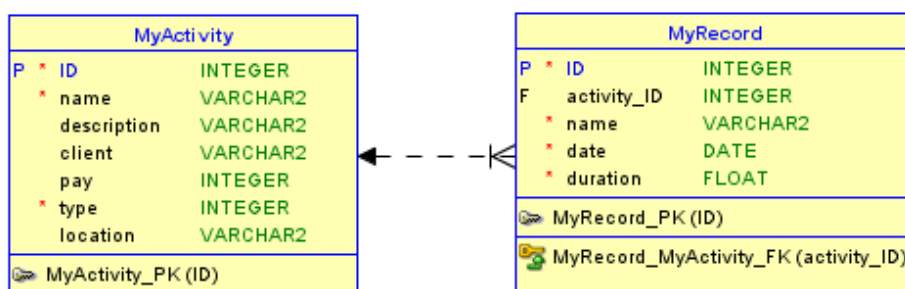 MyActivity
P * ID INTEGER
* name VARCHAR2
description VARCHAR2
client VARCHAR2
pay INTEGER
* type INTEGER
location VARCHAR2
MyActivity_PK (ID)
MyRecord
P * ID INTEGER
F activity_ID INTEGER
* name VARCHAR2
* date DATE
* duration FLOAT
MyRecord_PK (ID)
MyRecord_MyActivity_FK (activity_ID)